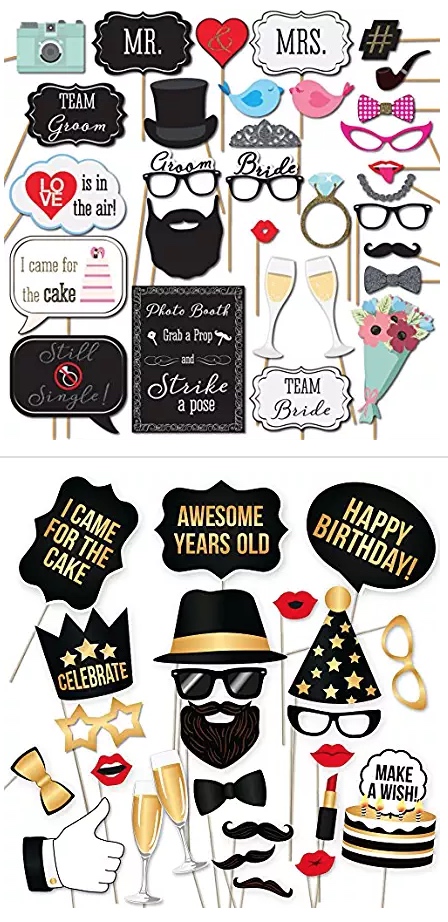 MR.
&
MRS.
#
TEAM
Groom
Groom
Bride
LOVE is in
the air!
I came for
the cake
Photo Booth
Grab a Prop
and
Strike
a pose
Still
Single!
TEAM
Bride
I CAME
FOR THE
CAKE
AWESOME
YEARS OLD
HAPPY
BIRTHDAY!
CELEBRATE
MAKE
A WISH!